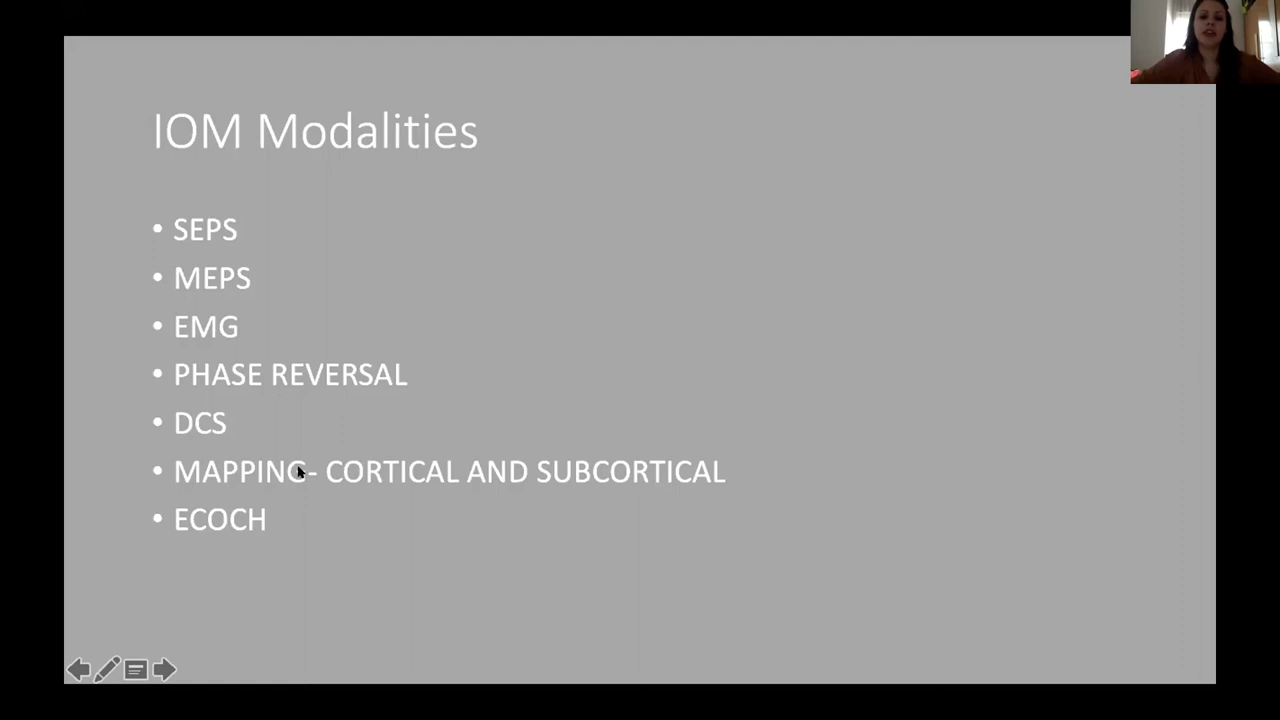 IOM Modalities
• SEPS
• MEPS
• EMG
• PHASE REVERSAL
• DCS
• MAPPING- CORTICAL AND SUBCORTICAL
• ECOCH